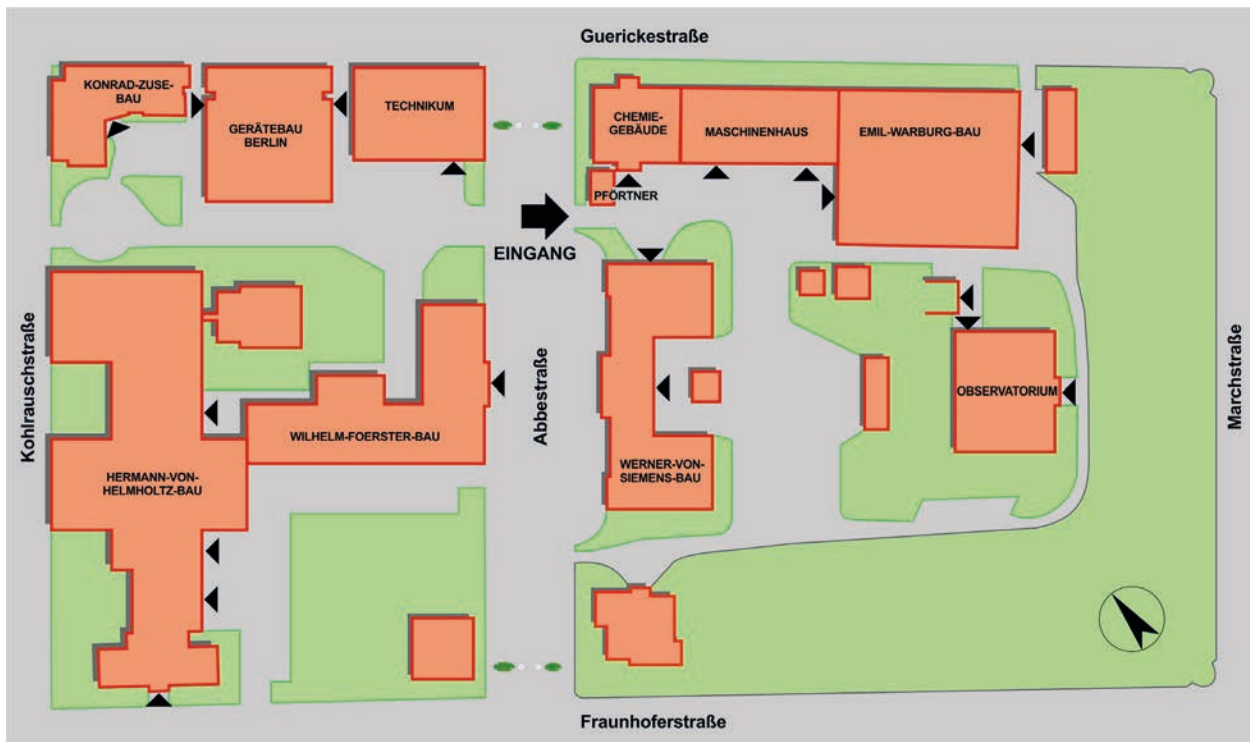 Guerickestraße
KONRAD-ZUSE-
BAU
GERÄTEBAU
BERLIN
TECHNIKUM
CHEMIE-
GEBÄUDE
MASCHINENHAUS
EMIL-WARBURG-BAU
PFÖRTNER
EINGANG
Kohlrauschstraße
Abbestraße
Marchstraße
OBSERVATORIUM
WILHELM-FOERSTER-BAU
HERMANN-VON-
HELMHOLTZ-BAU
WERNER-VON-
SIEMENS-BAU
Fraunhoferstraße